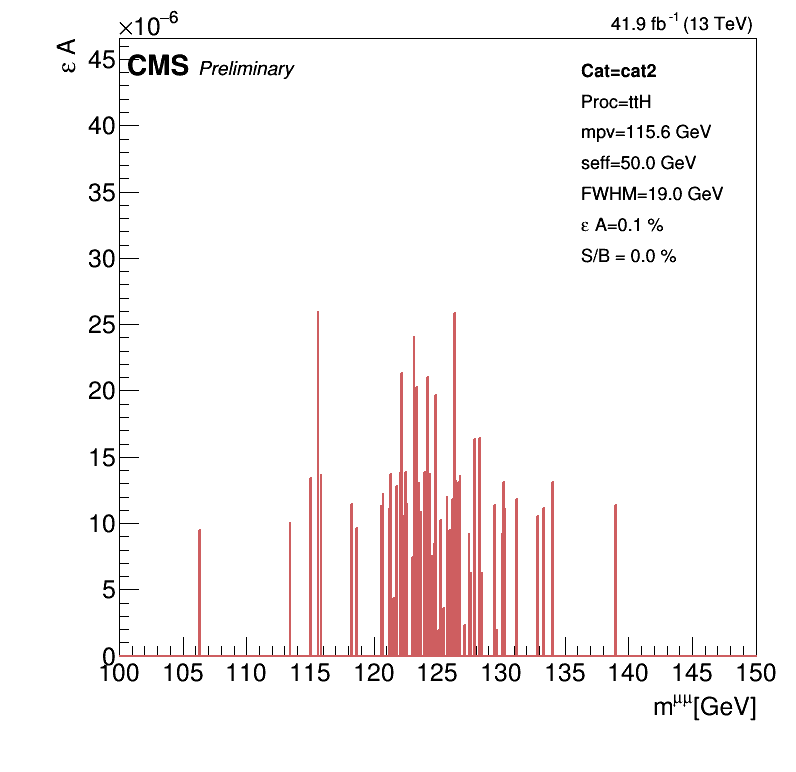 ×10⁻⁶
41.9 fb⁻¹ (13 TeV)
ε A
CMS Preliminary
Cat=cat2
Proc=ttH
mpv=115.6 GeV
seff=50.0 GeV
FWHM=19.0 GeV
ε A=0.1 %
S/B = 0.0 %
45
40
35
30
25
20
15
10
5
0
100 105 110 115 120 125 130 135 140 145 150
m^μμ[GeV]